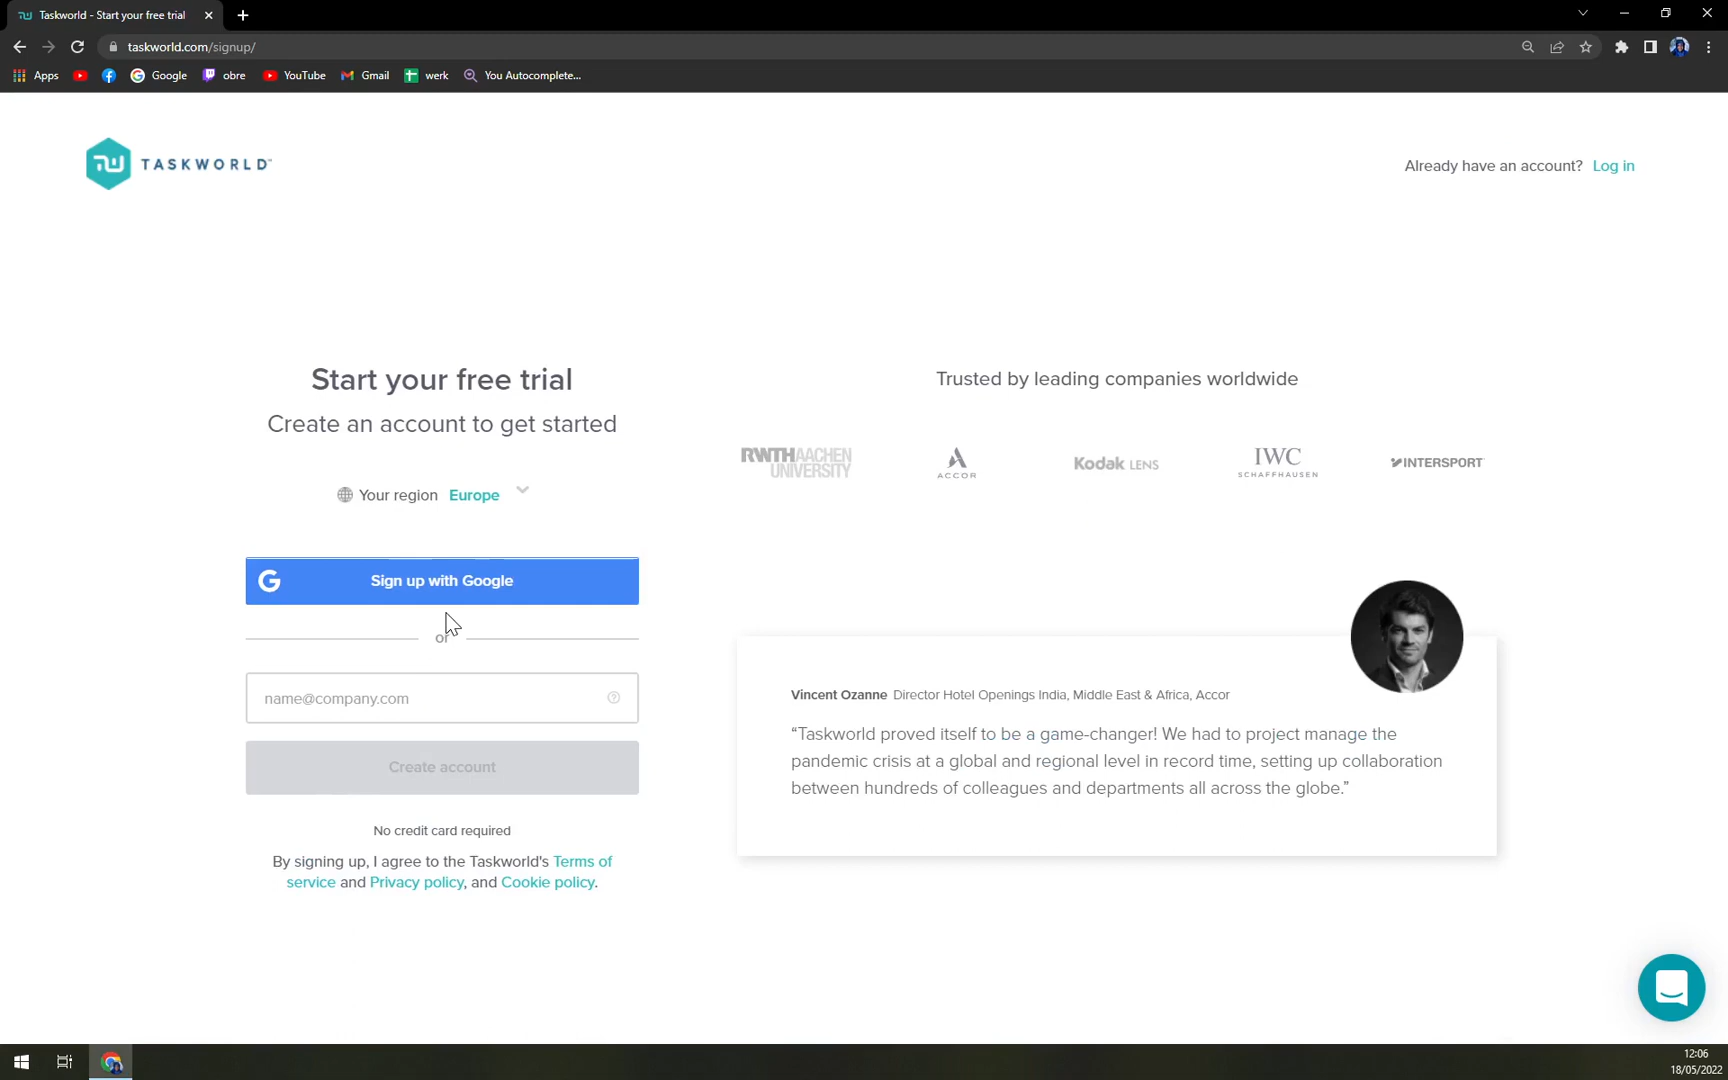 Taskworld - Start your free trial
taskworld.com/signup/
Apps
Google
obre
YouTube
Gmail
werk
You Autocomplete...
TASKWORLD
Already have an account? Log in
Start your free trial
Create an account to get started
Your region Europe
Sign up with Google
or
name@company.com
Create account
No credit card required
By signing up, I agree to the Taskworld's Terms of
service and Privacy policy, and Cookie policy.
Trusted by leading companies worldwide
RWTHAACHEN
UNIVERSITY
ACCOR
Kodak LENS
IWC
SCHAFFHAUSEN
INTERSPORT
Vincent Ozanne Director Hotel Openings India, Middle East & Africa, Accor
“Taskworld proved itself to be a game-changer! We had to project manage the
pandemic crisis at a global and regional level in record time, setting up collaboration
between hundreds of colleagues and departments all across the globe.”
12:06
18/05/2022